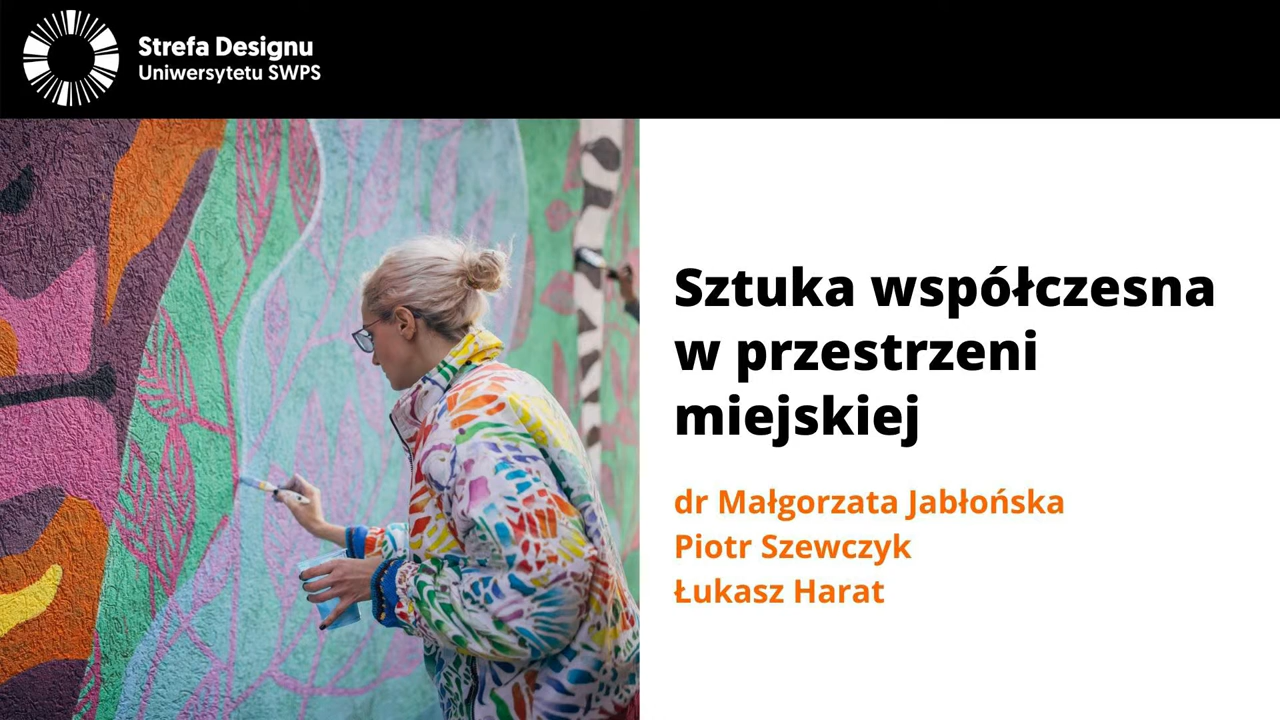 Strefa Designu
Uniwersytetu SWPS
Sztuka współczesna
w przestrzeni
miejskiej
dr Małgorzata Jabłońska
Piotr Szewczyk
Łukasz Harat